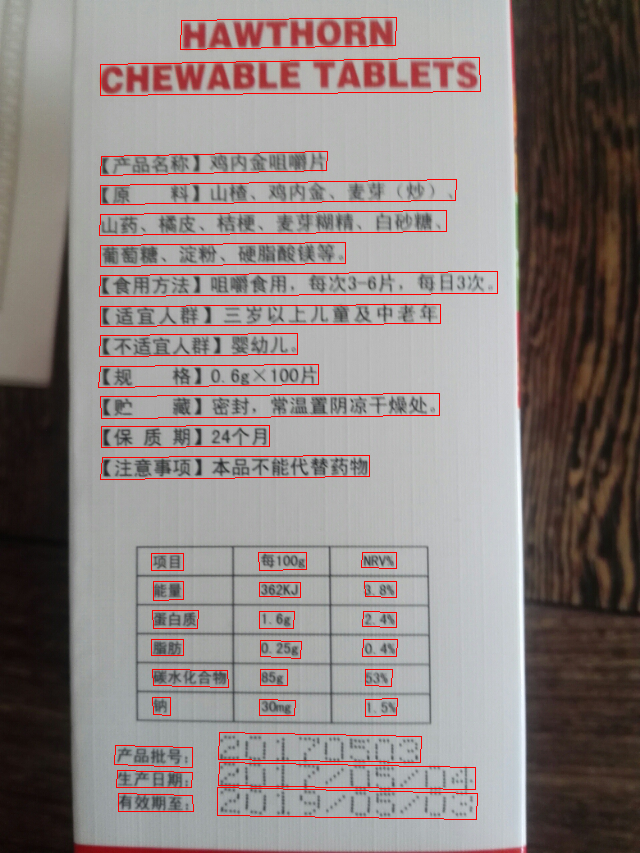 HAWTHORN
CHEWABLE TABLETS
【产品名称】鸡内金咀嚼片
【原　　料】山楂、鸡内金、麦芽（炒）、
山药、橘皮、桔梗、麦芽糊精、白砂糖、
葡萄糖、淀粉、硬脂酸镁等。
【食用方法】咀嚼食用，每次3-6片，每日3次。
【适宜人群】三岁以上儿童及中老年
【不适宜人群】婴幼儿。
【规　　格】0.6g×100片
【贮　　藏】密封，常温置阴凉干燥处。
【保 质 期】24个月
【注意事项】本品不能代替药物
项目 每100g NRV%
能量 362KJ 3.8%
蛋白质 1.6g 2.4%
脂肪 0.25g 0.4%
碳水化合物 85g 53%
钠 30mg 1.5%
产品批号: 20170503
生产日期: 2017/05/04
有效期至: 2019/05/03